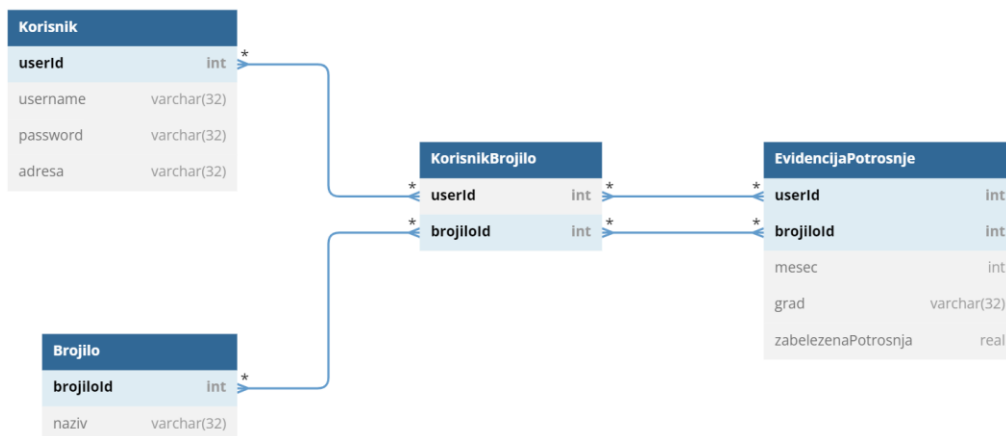 Korisnik
userId int
username varchar(32)
password varchar(32)
adresa varchar(32)
*
KorisnikBrojilo
* userId int *
* brojiloId int *
EvidencijaPotrosnje
* userId int
* brojiloId int
mesec int
grad varchar(32)
zabelezenaPotrosnja real
Brojilo
brojiloId int
naziv varchar(32)
*